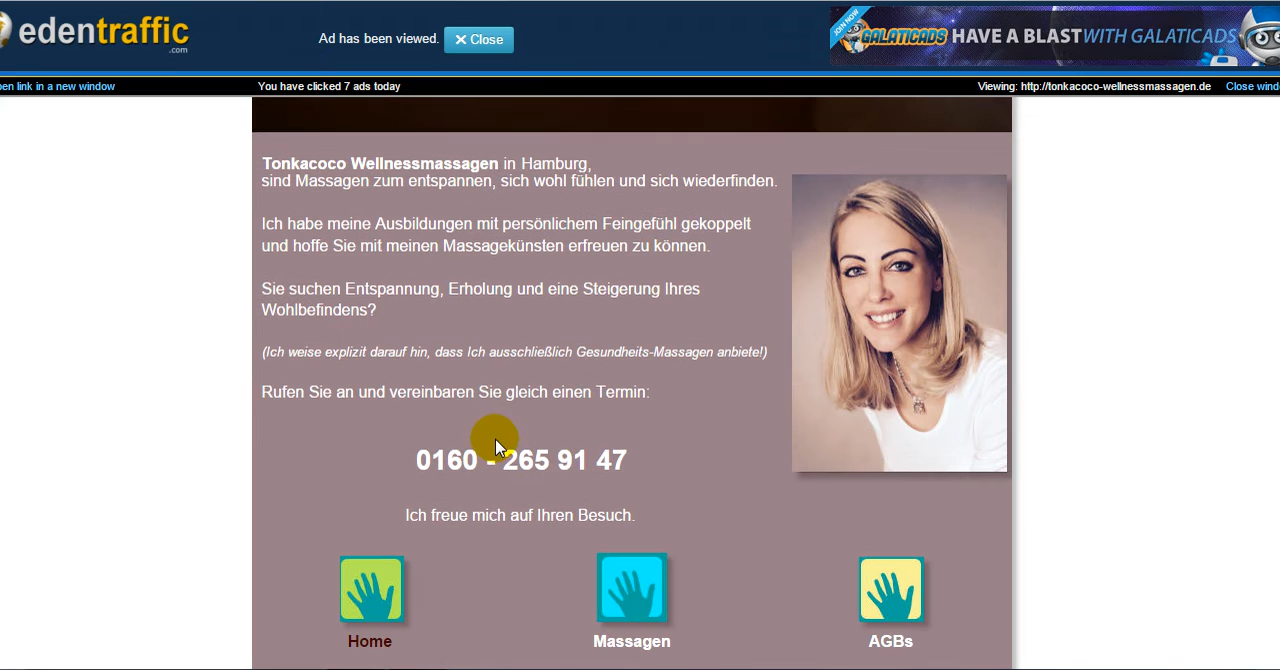 edentraffic
.com
Ad has been viewed.
Close
JOIN NOW
GALATICADS HAVE A BLAST WITH GALATICADS
en link in a new window
You have clicked 7 ads today
Viewing: http://tonkacoco-wellnessmassagen.de
Close wind
Tonkacoco Wellnessmassagen in Hamburg,
sind Massagen zum entspannen, sich wohl fühlen und sich wiederfinden.
Ich habe meine Ausbildungen mit persönlichem Feingefühl gekoppelt
und hoffe Sie mit meinen Massagekünsten erfreuen zu können.
Sie suchen Entspannung, Erholung und eine Steigerung Ihres
Wohlbefindens?
(Ich weise explizit darauf hin, dass Ich ausschließlich Gesundheits-Massagen anbiete!)
Rufen Sie an und vereinbaren Sie gleich einen Termin:
0160 - 265 91 47
Ich freue mich auf Ihren Besuch.
Home
Massagen
AGBs